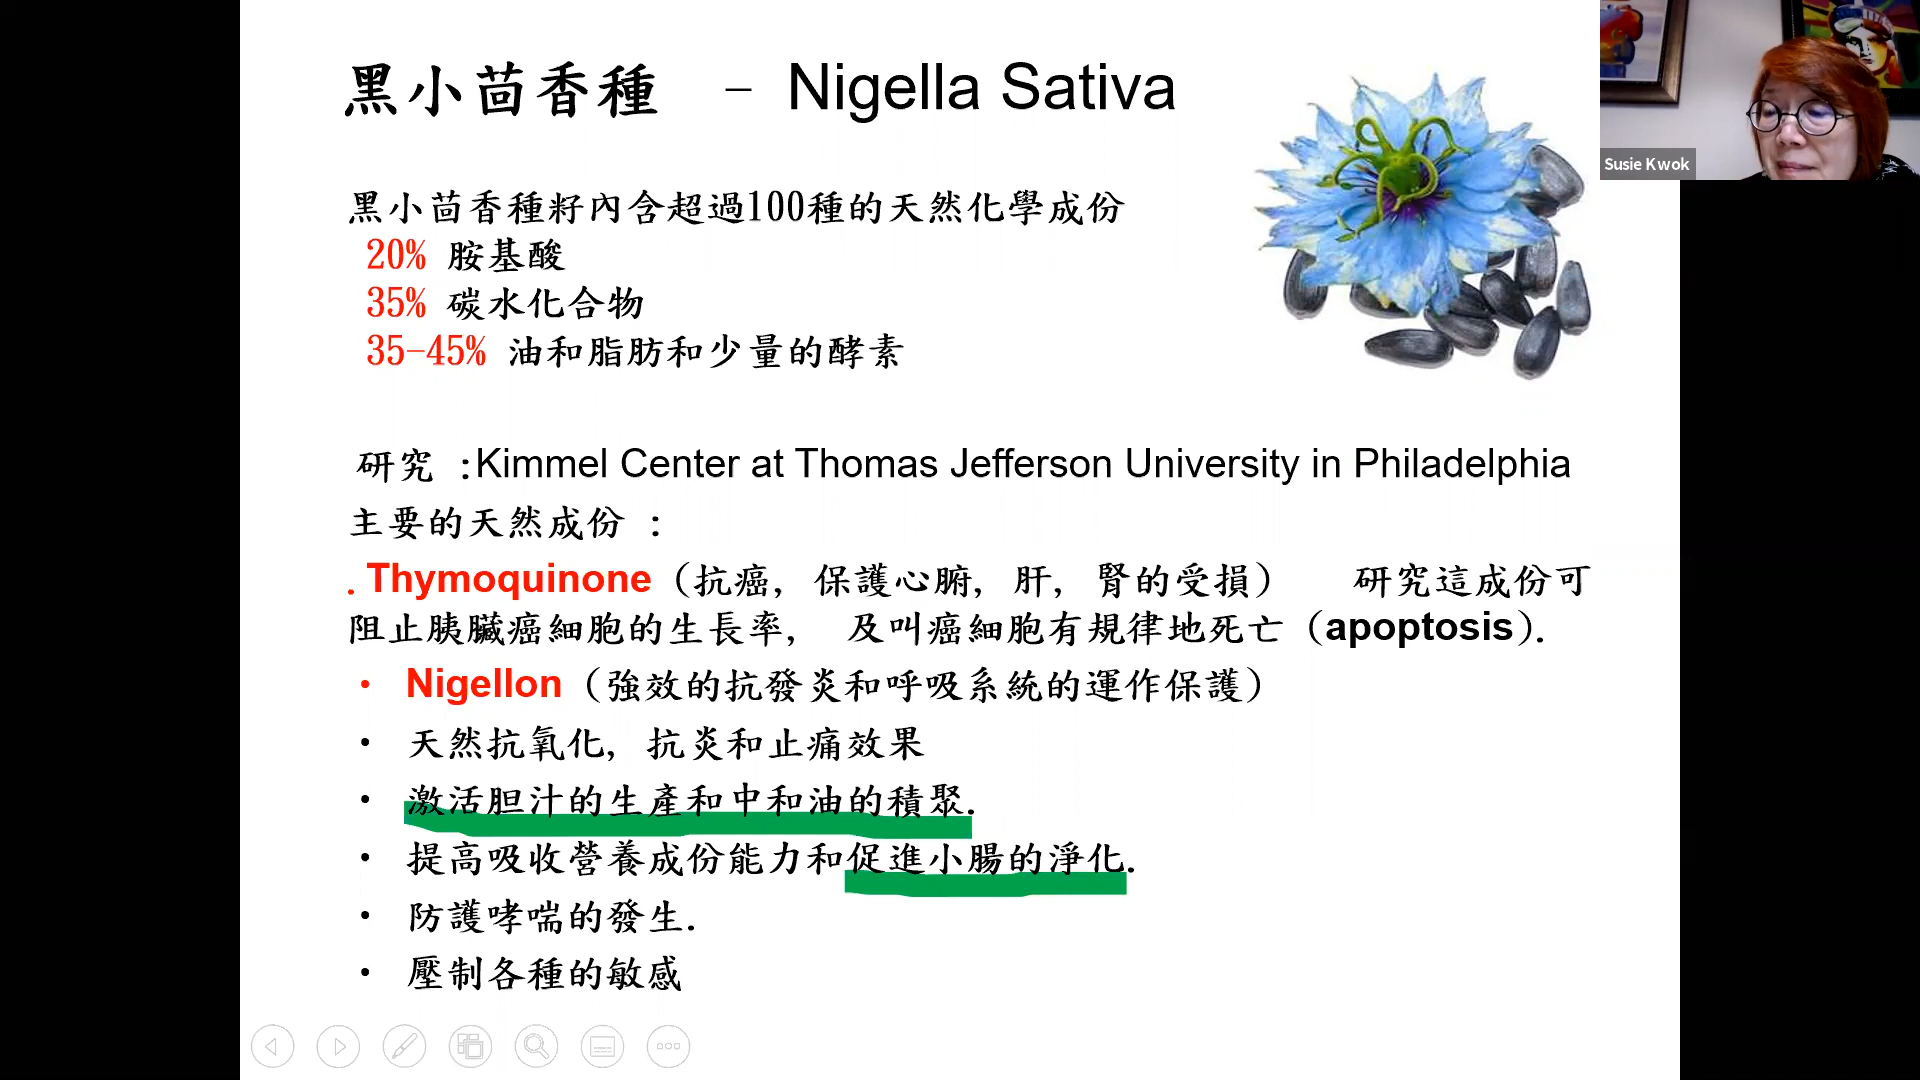 黑小茴香種 – Nigella Sativa
Susie Kwok
黑小茴香種籽內含超過100種的天然化學成份
20% 胺基酸
35% 碳水化合物
35-45% 油和脂肪和少量的酵素
研究 :Kimmel Center at Thomas Jefferson University in Philadelphia
主要的天然成份 :
. Thymoquinone (抗癌, 保護心腑, 肝, 腎的受損) 研究這成份可
阻止胰臟癌細胞的生長率, 及叫癌細胞有規律地死亡 (apoptosis).
• Nigellon (強效的抗發炎和呼吸系統的運作保護)
• 天然抗氧化, 抗炎和止痛效果
• 激活胆汁的生產和中和油的積聚.
• 提高吸收營養成份能力和促進小腸的淨化.
• 防護哮喘的發生.
• 壓制各種的敏感